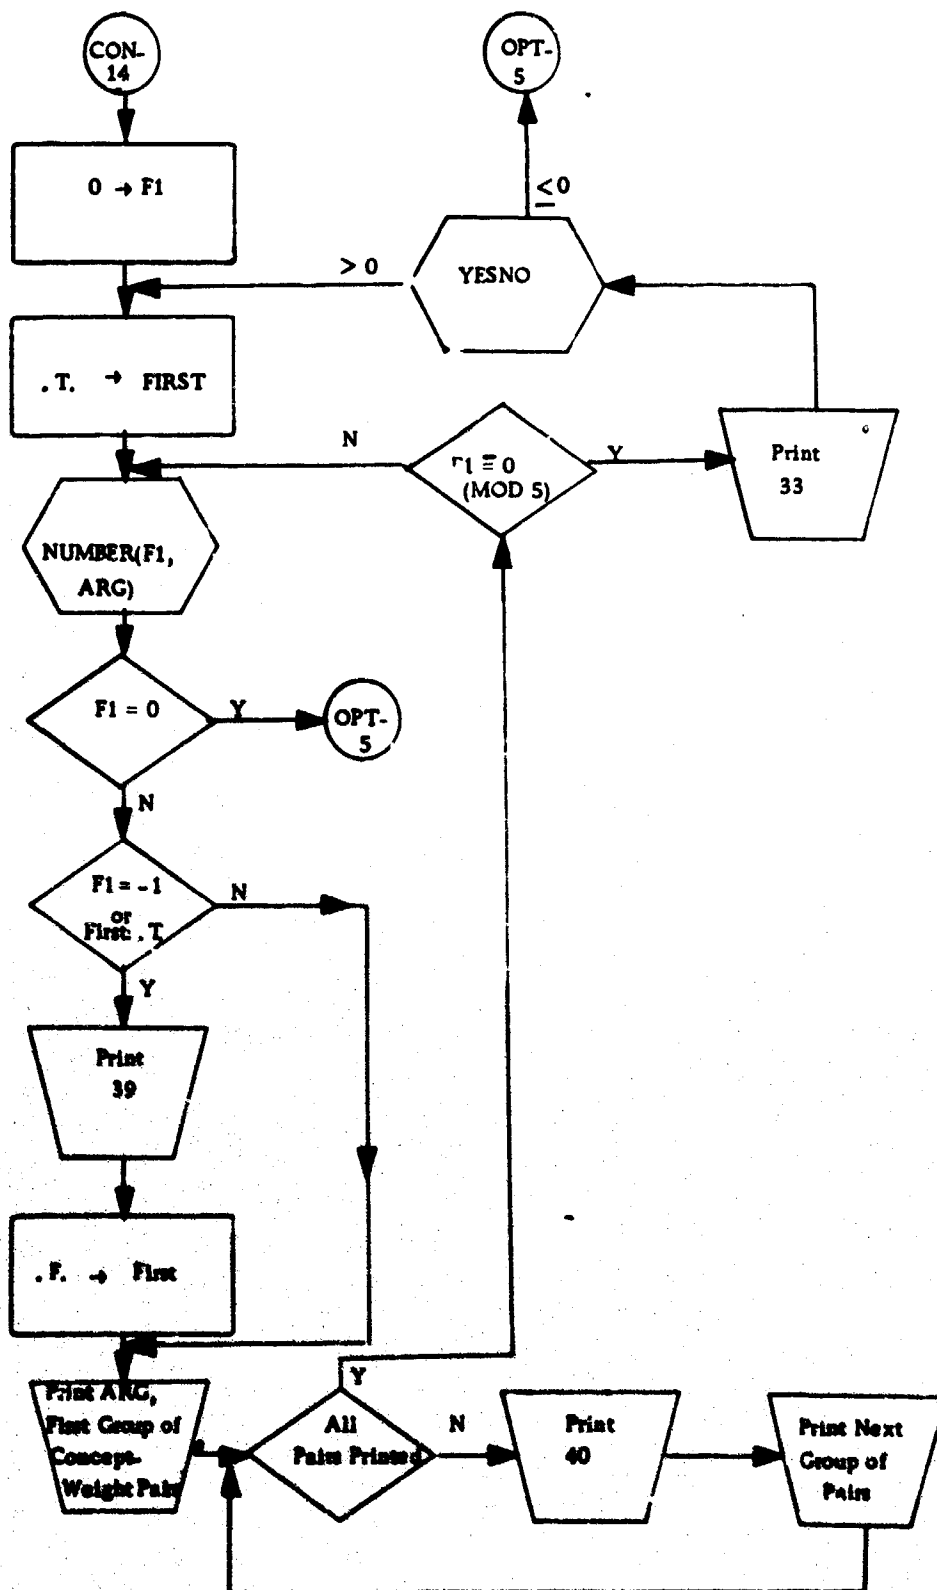 CON-
14
OPT-
5
0 → F1
≤0
> 0
YESNO
.T. → FIRST
N
1 ≡ 0
(MOD 5)
Y
Print
33
NUMBER(F1,
ARG)
F1 = 0
Y
OPT-
5
N
F1 = -1
or
First: .T.
N
Y
Print
39
.F. → First
Print ARG,
First Group of
Concept-
Weight Pair
Y
All
Pairs Printed
N
Print
40
Print Next
Group of
Pairs